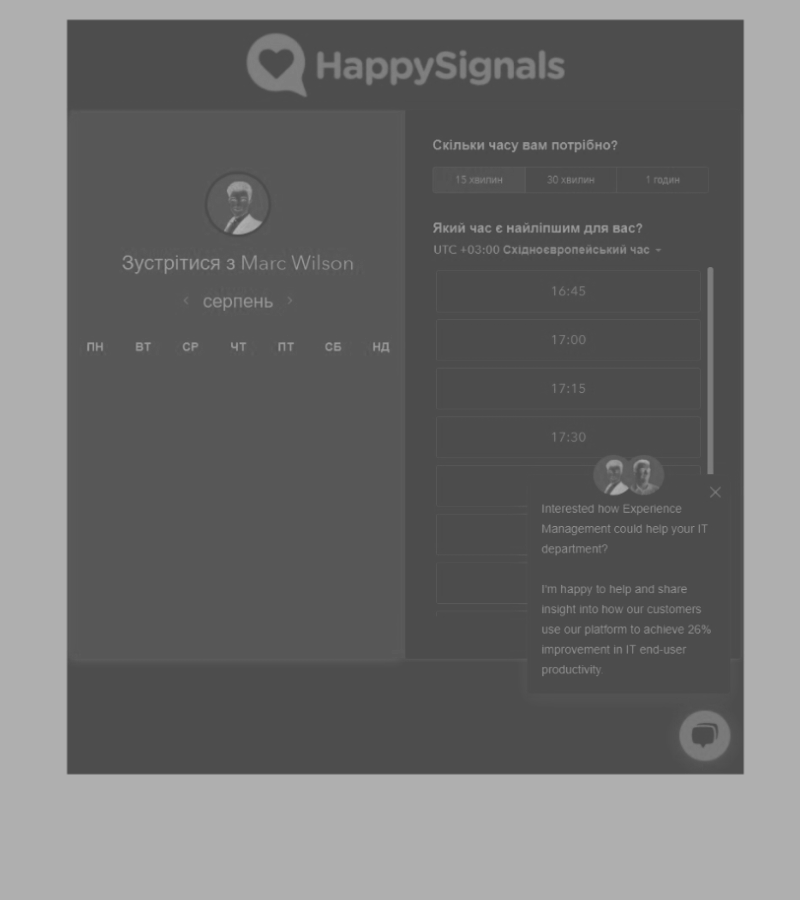 HappySignals
Зустрітися з Marc Wilson
серпень
ПН ВТ СР ЧТ ПТ СБ НД
Скільки часу вам потрібно?
15 хвилин 30 хвилин 1 годин
Який час є найліпшим для вас?
UTC +03:00 Східноєвропейський час
16:45
17:00
17:15
17:30
Interested how Experience
Management could help your IT
department?
I'm happy to help and share
insight into how our customers
use our platform to achieve 26%
improvement in IT end-user
productivity.